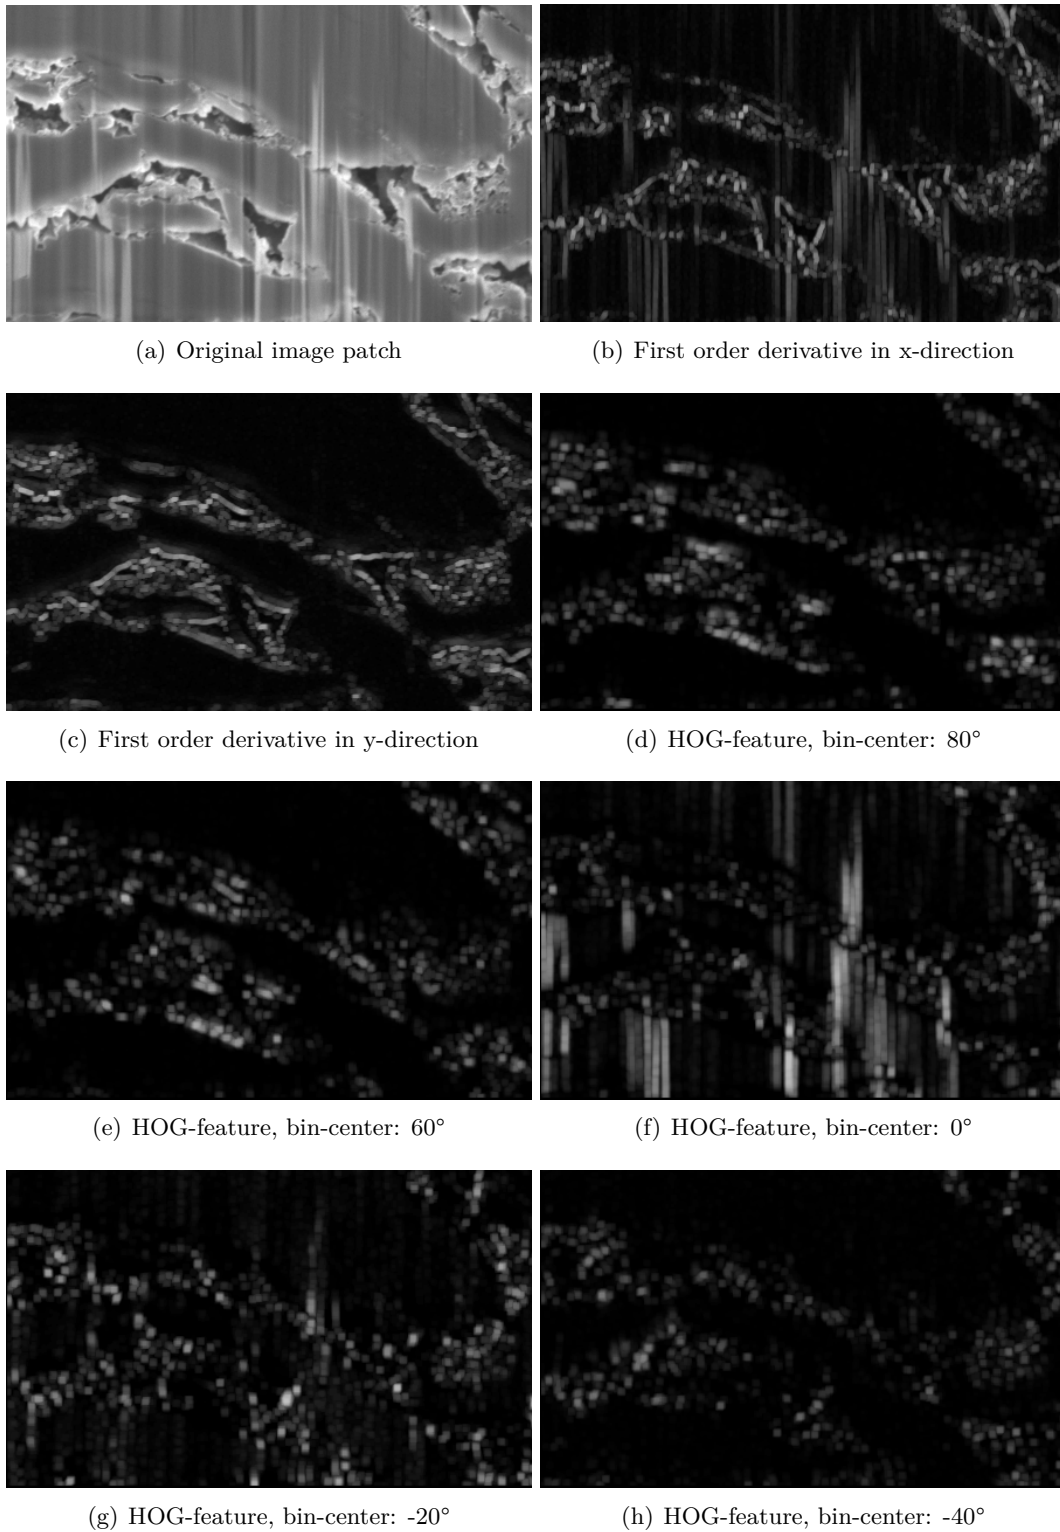 (a) Original image patch
(b) First order derivative in x-direction
(c) First order derivative in y-direction
(d) HOG-feature, bin-center: 80°
(e) HOG-feature, bin-center: 60°
(f) HOG-feature, bin-center: 0°
(g) HOG-feature, bin-center: -20°
(h) HOG-feature, bin-center: -40°